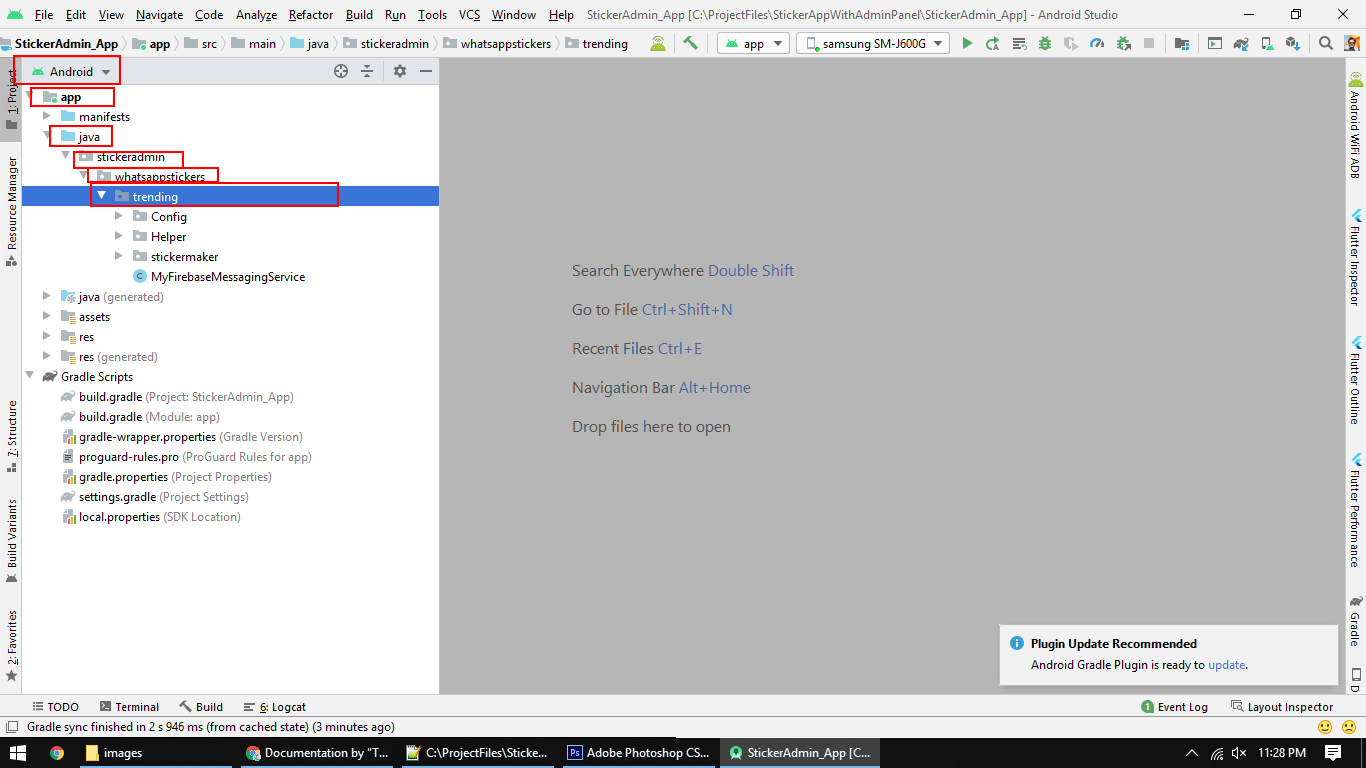 File Edit View Navigate Code Analyze Refactor Build Run Tools VCS Window Help StickerAdmin_App [C:\ProjectFiles\StickerAppWithAdminPanel\StickerAdmin_App] - Android Studio
StickerAdmin_App app src main java stickeradmin whatsappstickers trending app samsung SM-J600G
1: Project
Resource Manager
7: Structure
Build Variants
2: Favorites
Android
app
manifests
java
stickeradmin
whatsappstickers
trending
Config
Helper
stickermaker
C MyFirebaseMessagingService
java (generated)
assets
res
res (generated)
Gradle Scripts
build.gradle (Project: StickerAdmin_App)
build.gradle (Module: app)
gradle-wrapper.properties (Gradle Version)
proguard-rules.pro (ProGuard Rules for app)
gradle.properties (Project Properties)
settings.gradle (Project Settings)
local.properties (SDK Location)
Search Everywhere Double Shift
Go to File Ctrl+Shift+N
Recent Files Ctrl+E
Navigation Bar Alt+Home
Drop files here to open
Android WiFi ADB
Flutter Inspector
Flutter Outline
Flutter Performance
Gradle
D
Plugin Update Recommended
Android Gradle Plugin is ready to update.
TODO Terminal Build 6: Logcat 1 Event Log Layout Inspector
Gradle sync finished in 2 s 946 ms (from cached state) (3 minutes ago)
images Documentation by "T... C:\ProjectFiles\Sticke... Ps Adobe Photoshop CS... StickerAdmin_App [C... 11:28 PM